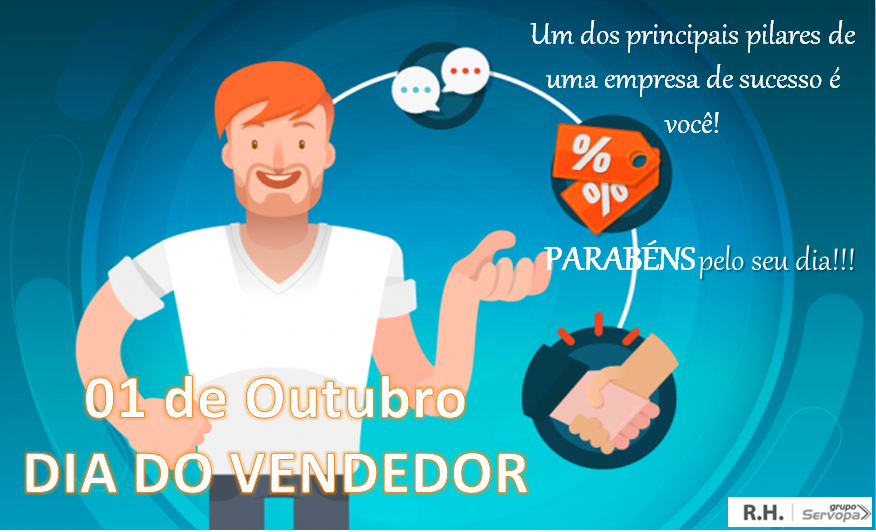 Um dos principais pilares de
uma empresa de sucesso é
você!
%
%
PARABÉNS pelo seu dia!!!
01 de Outubro
DIA DO VENDEDOR
R.H. | grupo
Servopa